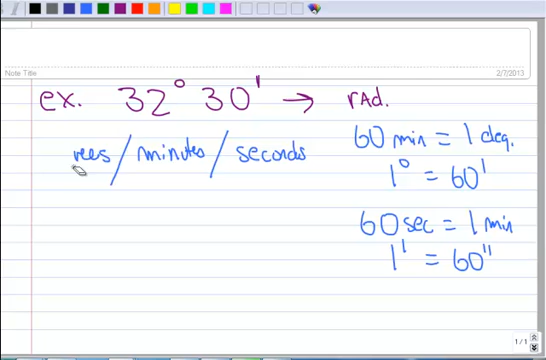 Note Title
2/7/2013
ex. 32° 30' → rad.
60 min = 1 deg.
rees / minutes / seconds
1° = 60'
60 sec = 1 min
1' = 60"
1 / 1